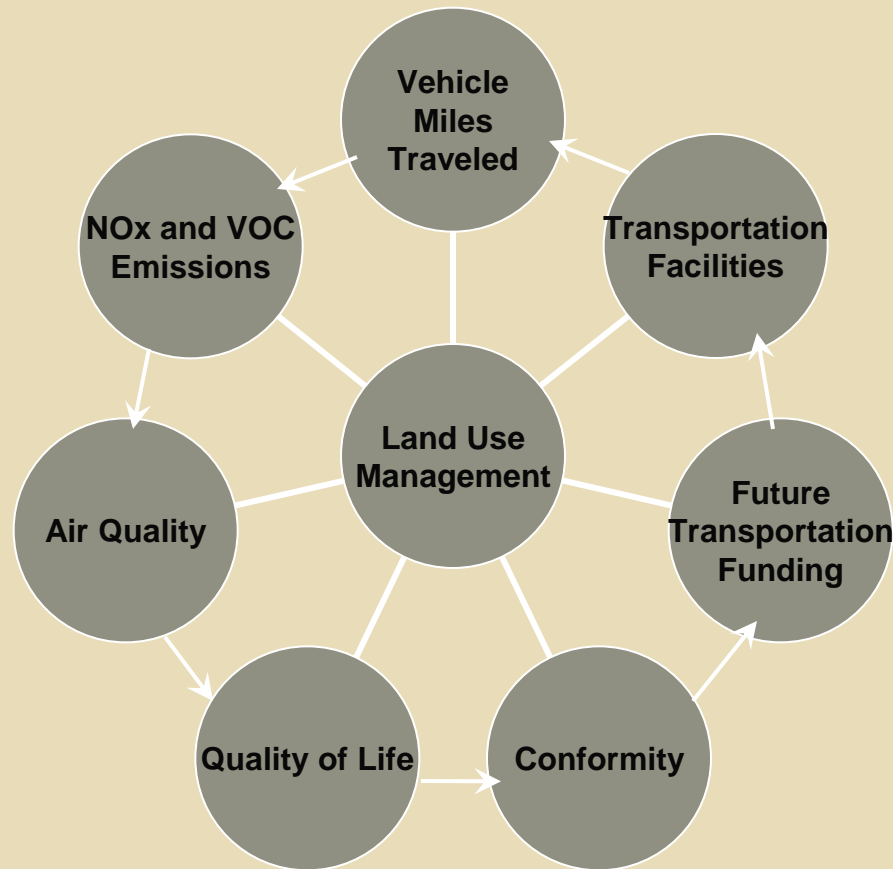 Vehicle
Miles
Traveled
NOx and VOC
Emissions
Transportation
Facilities
Land Use
Management
Air Quality
Future
Transportation
Funding
Quality of Life
Conformity